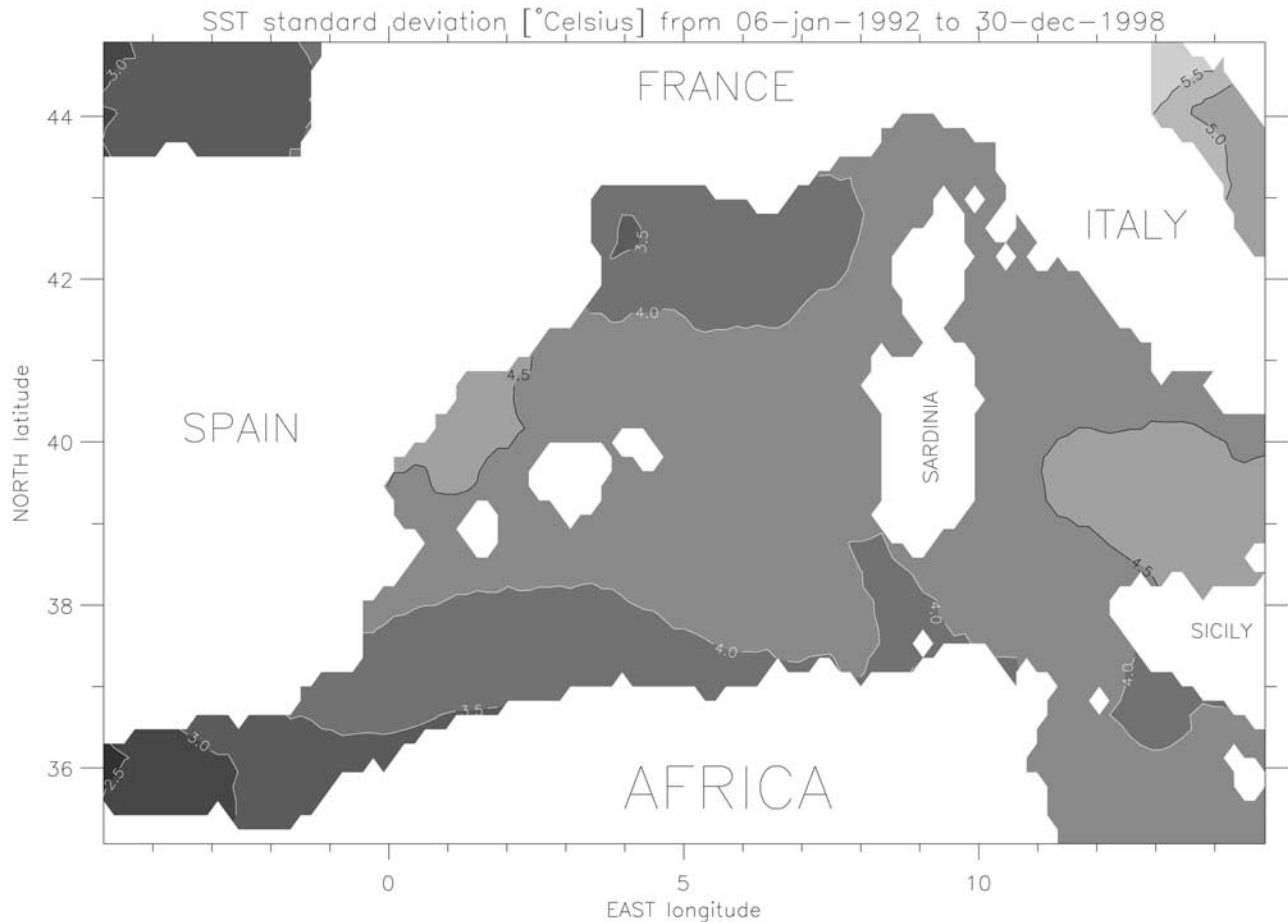 SST standard deviation [°Celsius] from 06-jan-1992 to 30-dec-1998
3.0
FRANCE
5.5
44
5.0
ITALY
3.5
42
4.0
4.5
SPAIN
SARDINIA
40
NORTH latitude
4.5
38
4.0
SICILY
4.0
4.0
3.5
3.0
36
2.5
AFRICA
0
5
10
EAST longitude